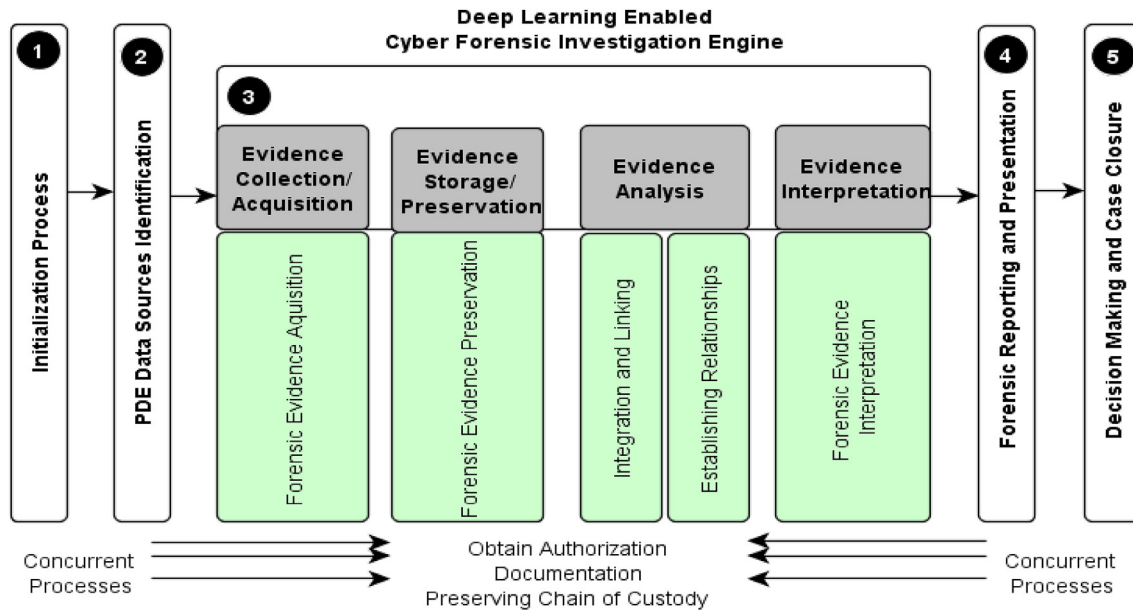 Deep Learning Enabled
Cyber Forensic Investigation Engine
1
Initialization Process
2
PDE Data Sources Identification
3
Evidence
Collection/
Acquisition
Evidence
Storage/
Preservation
Evidence
Analysis
Evidence
Interpretation
Forensic Evidence Aquisition
Forensic Evidence Preservation
Integration and Linking
Establishing Relationships
Forensic Evidence
Interpretation
4
Forensic Reporting and Presentation
5
Decision Making and Case Closure
Concurrent
Processes
Obtain Authorization
Documentation
Preserving Chain of Custody
Concurrent
Processes